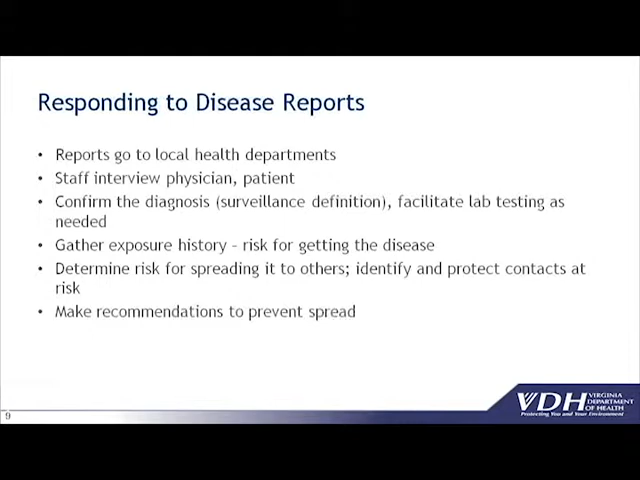 Responding to Disease Reports
• Reports go to local health departments
• Staff interview physician, patient
• Confirm the diagnosis (surveillance definition), facilitate lab testing as
needed
• Gather exposure history – risk for getting the disease
• Determine risk for spreading it to others; identify and protect contacts at
risk
• Make recommendations to prevent spread
9
VDH VIRGINIA
DEPARTMENT
OF HEALTH
Protecting You and Your Environment